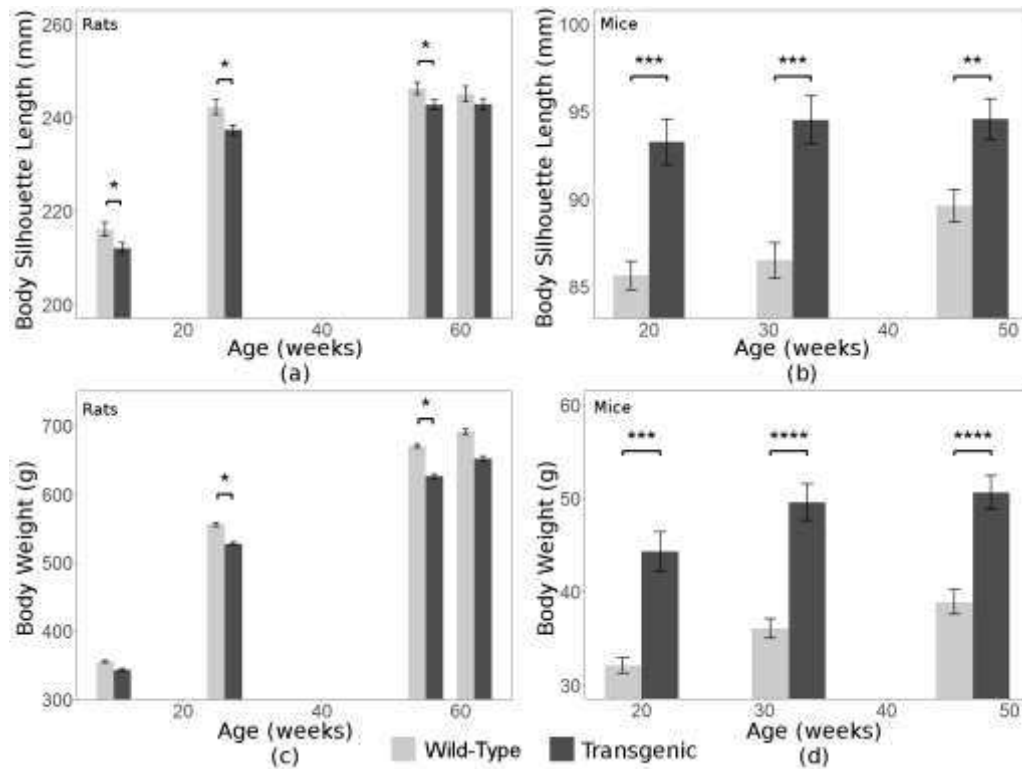 Rats
Body Silhouette Length (mm)
260
240
220
200
*
*
*
20
40
60
Age (weeks)
(a)
Mice
Body Silhouette Length (mm)
100
95
90
85
***
***
**
20
30
40
50
Age (weeks)
(b)
Rats
Body Weight (g)
700
600
500
400
300
*
*
20
40
60
Age (weeks)
(c)
Mice
Body Weight (g)
60
50
40
30
***
****
****
20
30
40
50
Age (weeks)
(d)
Wild-Type
Transgenic